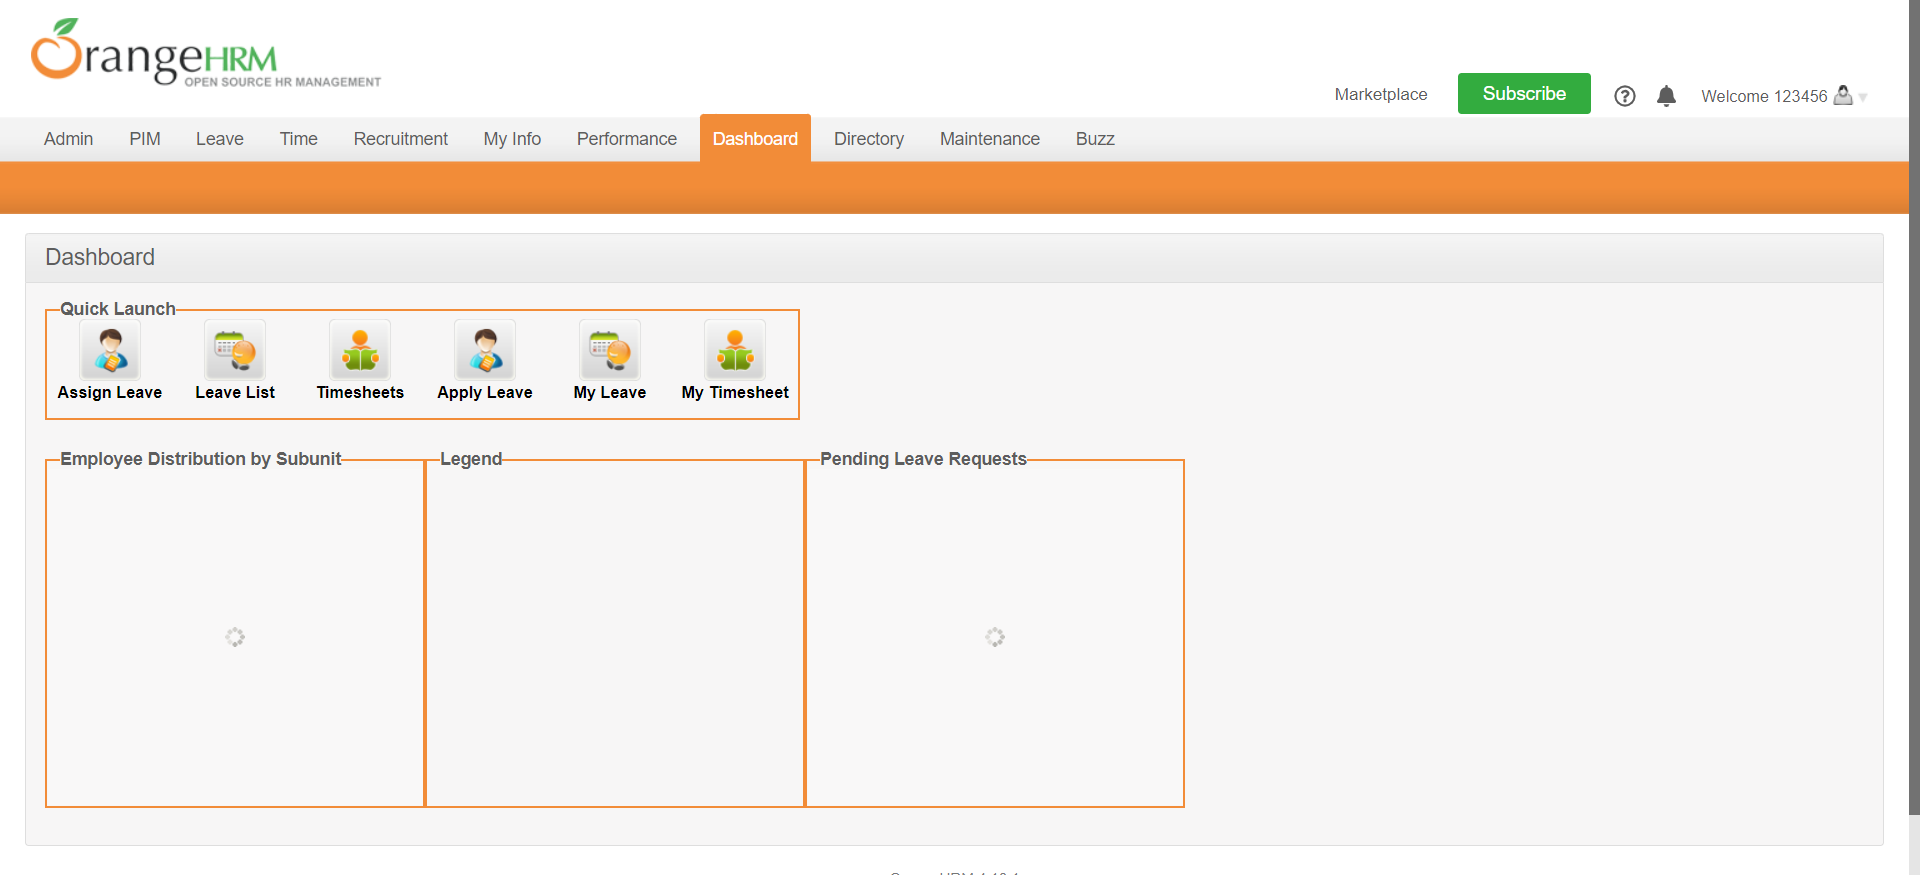 OrangeHRM
OPEN SOURCE HR MANAGEMENT
Marketplace
Subscribe
Welcome 123456
Admin PIM Leave Time Recruitment My Info Performance Dashboard Directory Maintenance Buzz
Dashboard
Quick Launch
Assign Leave Leave List Timesheets Apply Leave My Leave My Timesheet
Employee Distribution by Subunit Legend Pending Leave Requests